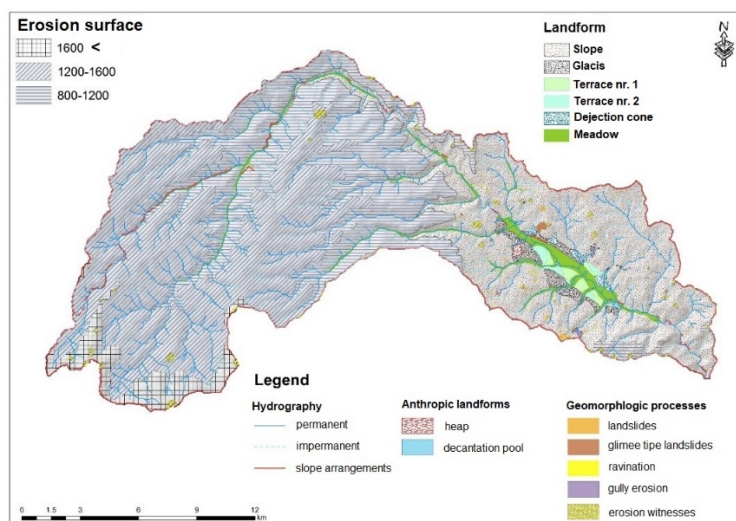 Erosion surface
1600 <
1200-1600
800-1200
N
Landform
Slope
Glacis
Terrace nr. 1
Terrace nr. 2
Dejection cone
Meadow
Legend
Hydrography
permanent
impermanent
slope arrangements
Anthropic landforms
heap
decantation pool
Geomorphlogic processes
landslides
glimee tipe landslides
ravination
gully erosion
erosion witnesses
0 1.5 3 6 9 12
km